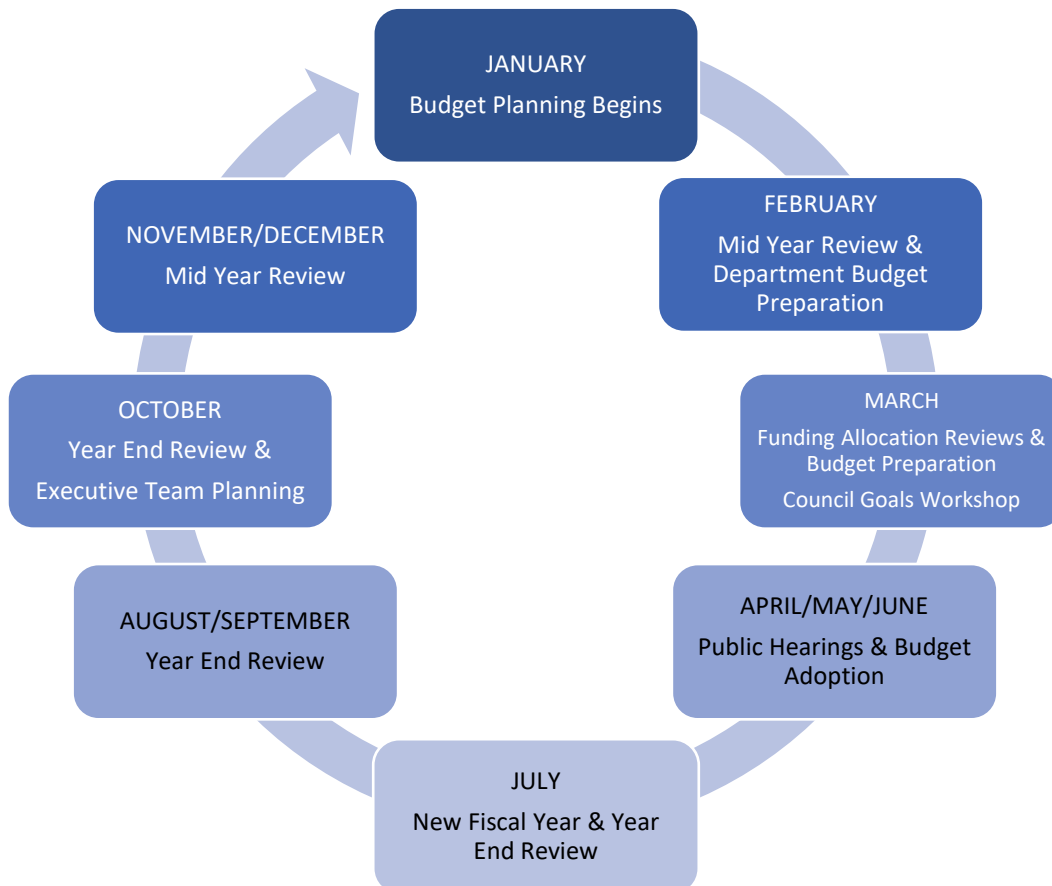 JANUARY
Budget Planning Begins
FEBRUARY
Mid Year Review &
Department Budget
Preparation
MARCH
Funding Allocation Reviews &
Budget Preparation
Council Goals Workshop
APRIL/MAY/JUNE
Public Hearings & Budget
Adoption
JULY
New Fiscal Year & Year
End Review
AUGUST/SEPTEMBER
Year End Review
OCTOBER
Year End Review &
Executive Team Planning
NOVEMBER/DECEMBER
Mid Year Review